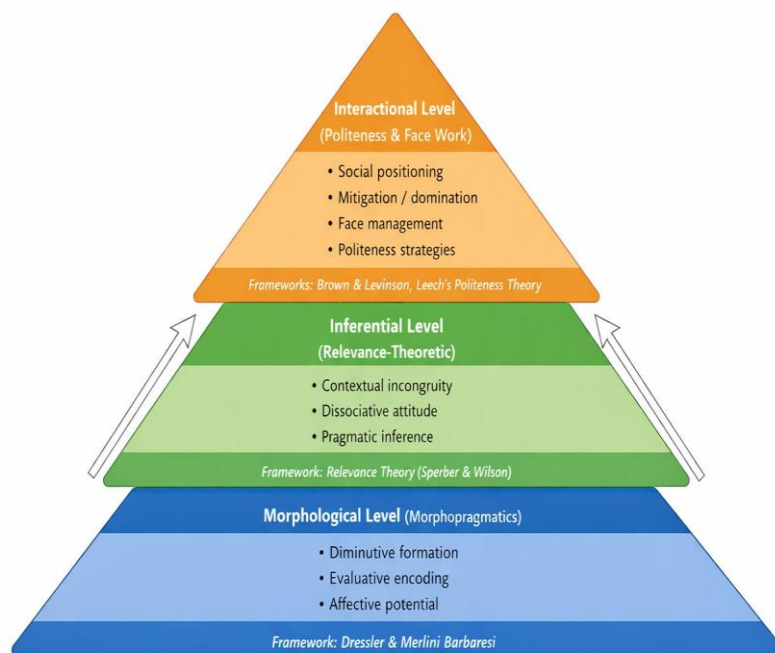 Interactional Level
(Politeness & Face Work)
• Social positioning
• Mitigation / domination
• Face management
• Politeness strategies
Frameworks: Brown & Levinson, Leech's Politeness Theory
Inferential Level
(Relevance-Theoretic)
• Contextual incongruity
• Dissociative attitude
• Pragmatic inference
Framework: Relevance Theory (Sperber & Wilson)
Morphological Level (Morphopragmatics)
• Diminutive formation
• Evaluative encoding
• Affective potential
Framework: Dressler & Merlini Barbaresi